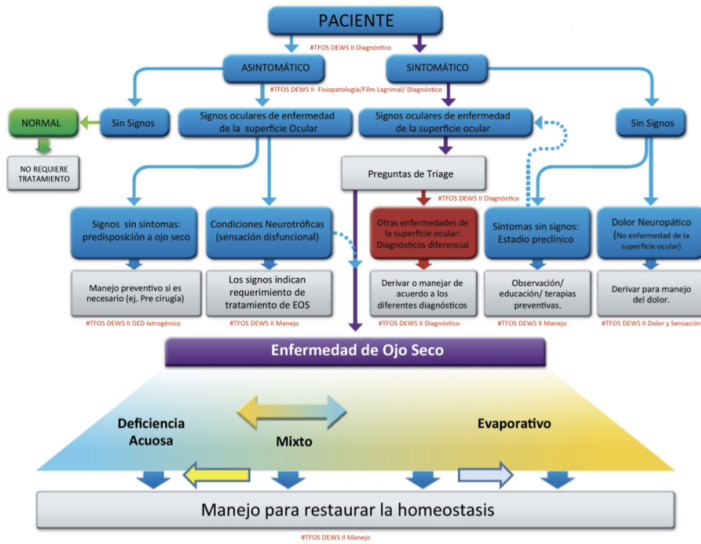 PACIENTE
#TFOS DEWS II Diagnóstico
ASINTOMÁTICO
SINTOMÁTICO
#TFOS DEWS II Fisiopatología/Film Lagrimal/ Diagnóstico
NORMAL
Sin Signos
Signos oculares de enfermedad
de la superficie Ocular
Signos oculares de enfermedad
de la superficie ocular
Sin Signos
NO REQUIERE
TRATAMIENTO
Preguntas de Triage
#TFOS DEWS II Diagnóstico
Signos sin síntomas:
predisposición a ojo seco
Condiciones Neurotróficas
(sensación disfuncional)
Otras enfermedades de
la superficie ocular:
Diagnósticos diferencial
Síntomas sin signos:
Estadio preclínico
Dolor Neuropático
(No enfermedad de la
superficie ocular)
Manejo preventivo si es
necesario (ej. Pre cirugía)
Los signos indican
requerimiento de
tratamiento de EOS
Derivar o manejar de
acuerdo a los
diferentes diagnósticos
Observación/
educación/ terapias
preventivas.
Derivar para manejo
del dolor.
#TFOS DEWS II DED Iatrogénico
#TFOS DEWS II Manejo
#TFOS DEWS II Diagnóstico
#TFOS DEWS II Manejo
#TFOS DEWS II Dolor y Sensación
Enfermedad de Ojo Seco
Deficiencia
Acuosa
Mixto
Evaporativo
Manejo para restaurar la homeostasis
#TFOS DEWS II Manejo